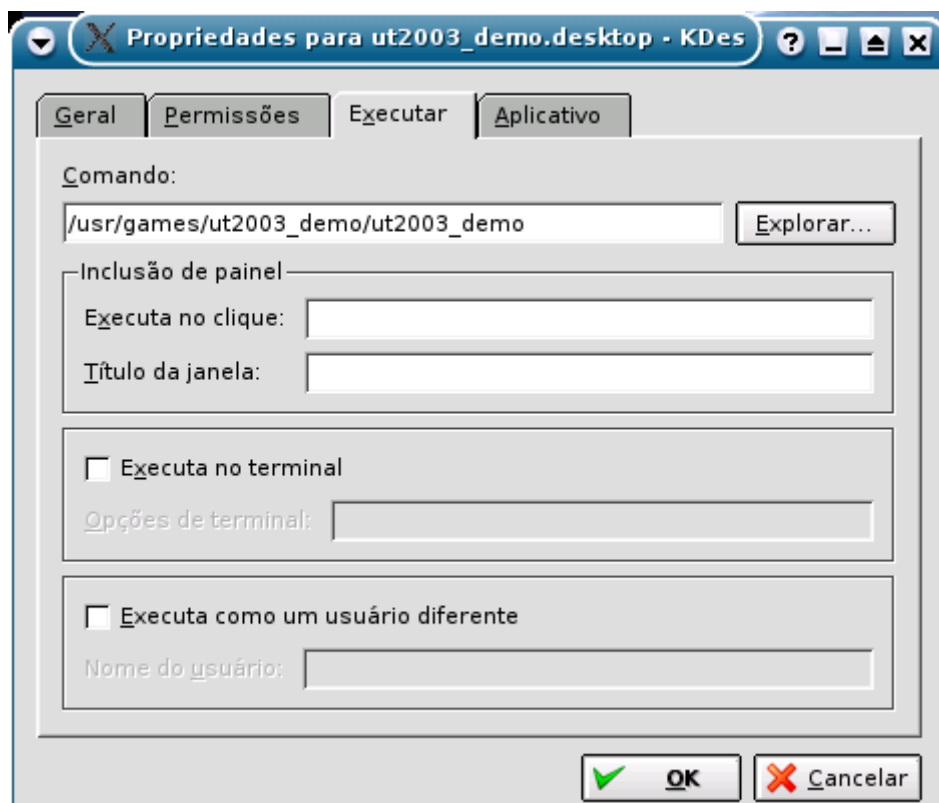 Propriedades para ut2003_demo.desktop - KDes
Geral Permissões Executar Aplicativo
Comando:
/usr/games/ut2003_demo/ut2003_demo Explorar...
Inclusão de painel
Executa no clique:
Título da janela:
Executa no terminal
Opções de terminal:
Executa como um usuário diferente
Nome do usuário:
OK Cancelar